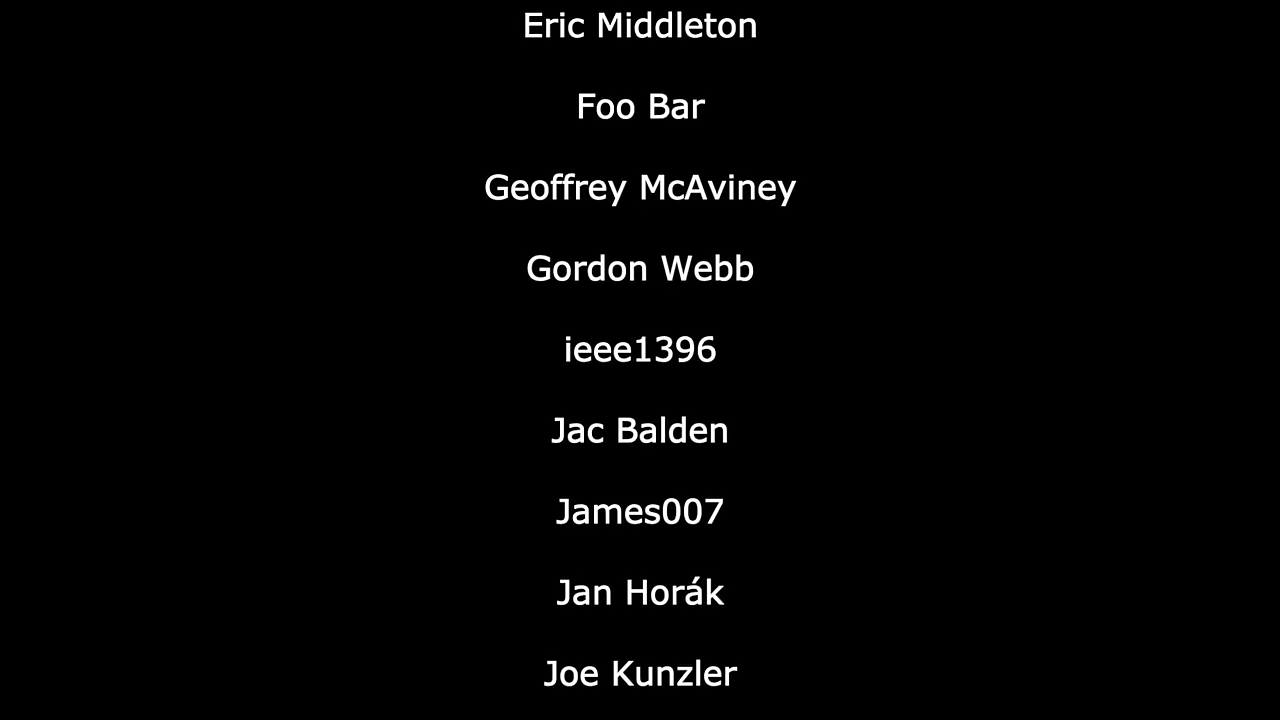 Eric Middleton
Foo Bar
Geoffrey McAviney
Gordon Webb
ieee1396
Jac Balden
James007
Jan Horák
Joe Kunzler